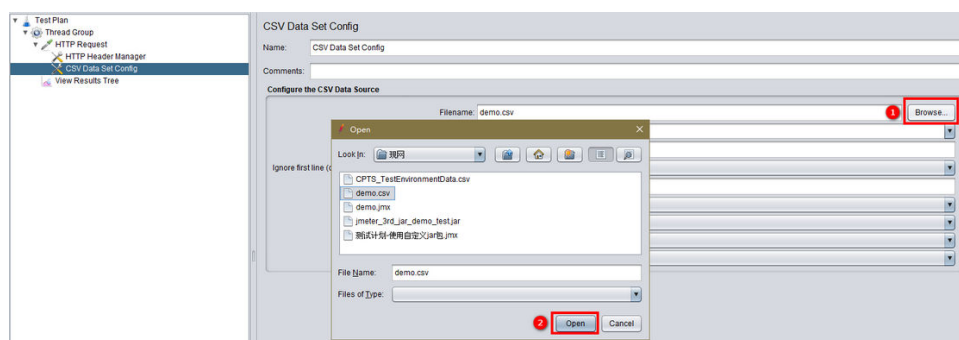 Test Plan
Thread Group
HTTP Request
HTTP Header Manager
CSV Data Set Config
View Results Tree
CSV Data Set Config
Name: CSV Data Set Config
Comments:
Configure the CSV Data Source
Filename: demo.csv
1 Browse...
Ignore first line (
Open
Look In: 现网
CPTS_TestEnvironmentData.csv
demo.csv
demo.jmx
jmeter_3rd_jar_demo_test.jar
测试计划-使用自定义jar包.jmx
File Name: demo.csv
Files of Type:
2 Open Cancel